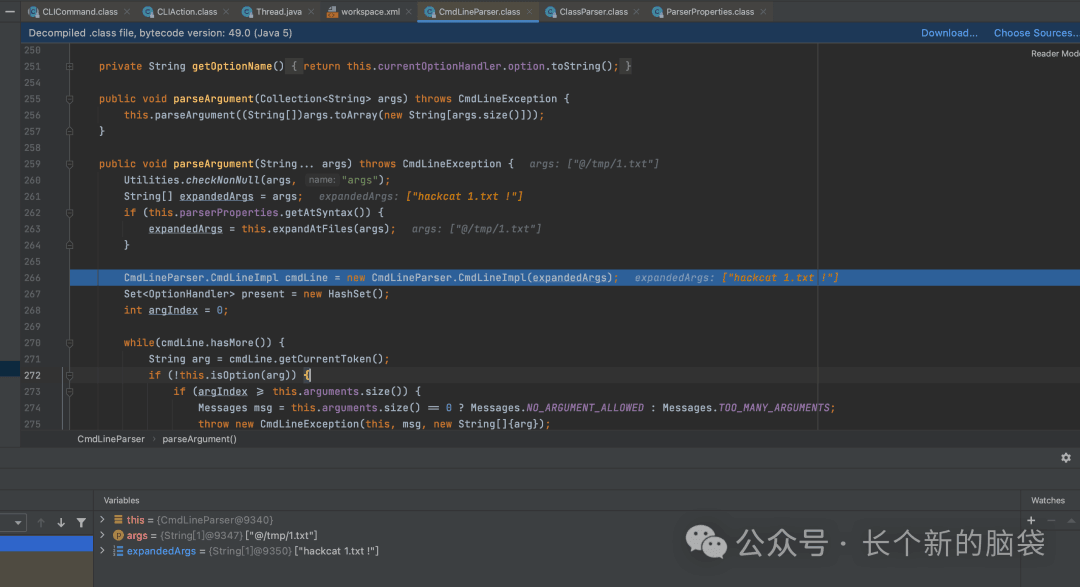 CLICommand.class × CLIAction.class × Thread.java × workspace.xml × CmdLineParser.class × ClassParser.class × ParserProperties.class ×
Decompiled .class file, bytecode version: 49.0 (Java 5) Download... Choose Sources...
Reader Mode
250
251 private String getOptionName() { return this.currentOptionHandler.option.toString(); }
254
255 public void parseArgument(Collection<String> args) throws CmdLineException {
256 this.parseArgument((String[])args.toArray(new String[args.size()]));
257 }
258
259 public void parseArgument(String... args) throws CmdLineException { args: ["@/tmp/1.txt"]
260 Utilities.checkNonNull(args, name: "args");
261 String[] expandedArgs = args; expandedArgs: ["hackcat 1.txt !"]
262 if (this.parserProperties.getAtSyntax()) {
263 expandedArgs = this.expandAtFiles(args); args: ["@/tmp/1.txt"]
264 }
265
266 CmdLineParser.CmdLineImpl cmdLine = new CmdLineParser.CmdLineImpl(expandedArgs); expandedArgs: ["hackcat 1.txt !"]
267 Set<OptionHandler> present = new HashSet();
268 int argIndex = 0;
269
270 while(cmdLine.hasMore()) {
271 String arg = cmdLine.getCurrentToken();
272 if (!this.isOption(arg)) {
273 if (argIndex >= this.arguments.size()) {
274 Messages msg = this.arguments.size() == 0 ? Messages.NO_ARGUMENT_ALLOWED : Messages.TOO_MANY_ARGUMENTS;
275 throw new CmdLineException(this, msg, new String[]{arg});
CmdLineParser › parseArgument()
Variables Watches
this = {CmdLineParser@9340}
args = {String[1]@9347} ["@/tmp/1.txt"]
expandedArgs = {String[1]@9350} ["hackcat 1.txt !"]
公众号 · 长个新的脑袋